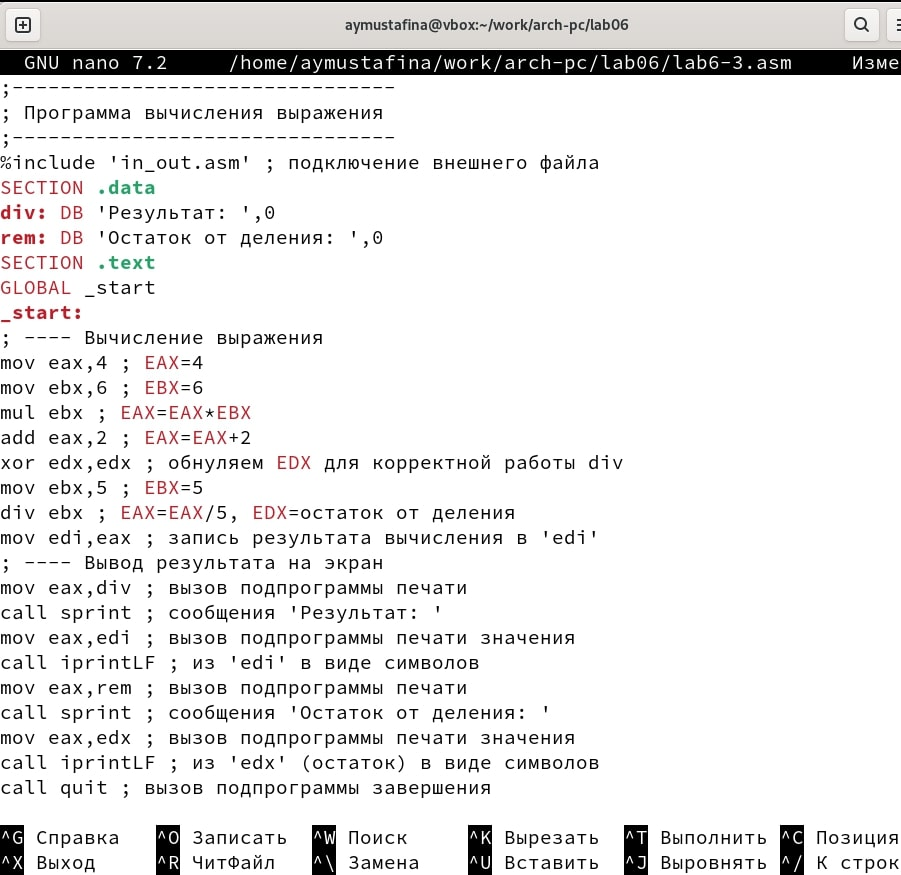 aymustafina@vbox:~/work/arch-pc/lab06
GNU nano 7.2 /home/aymustafina/work/arch-pc/lab06/lab6-3.asm Изме
;--------------------------------
; Программа вычисления выражения
;--------------------------------
%include 'in_out.asm' ; подключение внешнего файла
SECTION .data
div: DB 'Результат: ',0
rem: DB 'Остаток от деления: ',0
SECTION .text
GLOBAL _start
_start:
; ---- Вычисление выражения
mov eax,4 ; EAX=4
mov ebx,6 ; EBX=6
mul ebx ; EAX=EAX*EBX
add eax,2 ; EAX=EAX+2
xor edx,edx ; обнуляем EDX для корректной работы div
mov ebx,5 ; EBX=5
div ebx ; EAX=EAX/5, EDX=остаток от деления
mov edi,eax ; запись результата вычисления в 'edi'
; ---- Вывод результата на экран
mov eax,div ; вызов подпрограммы печати
call sprint ; сообщения 'Результат: '
mov eax,edi ; вызов подпрограммы печати значения
call iprintLF ; из 'edi' в виде символов
mov eax,rem ; вызов подпрограммы печати
call sprint ; сообщения 'Остаток от деления: '
mov eax,edx ; вызов подпрограммы печати значения
call iprintLF ; из 'edx' (остаток) в виде символов
call quit ; вызов подпрограммы завершения
^G Справка ^O Записать ^W Поиск ^K Вырезать ^T Выполнить ^C Позиция
^X Выход ^R ЧитФайл ^\ Замена ^U Вставить ^J Выровнять ^/ К строк